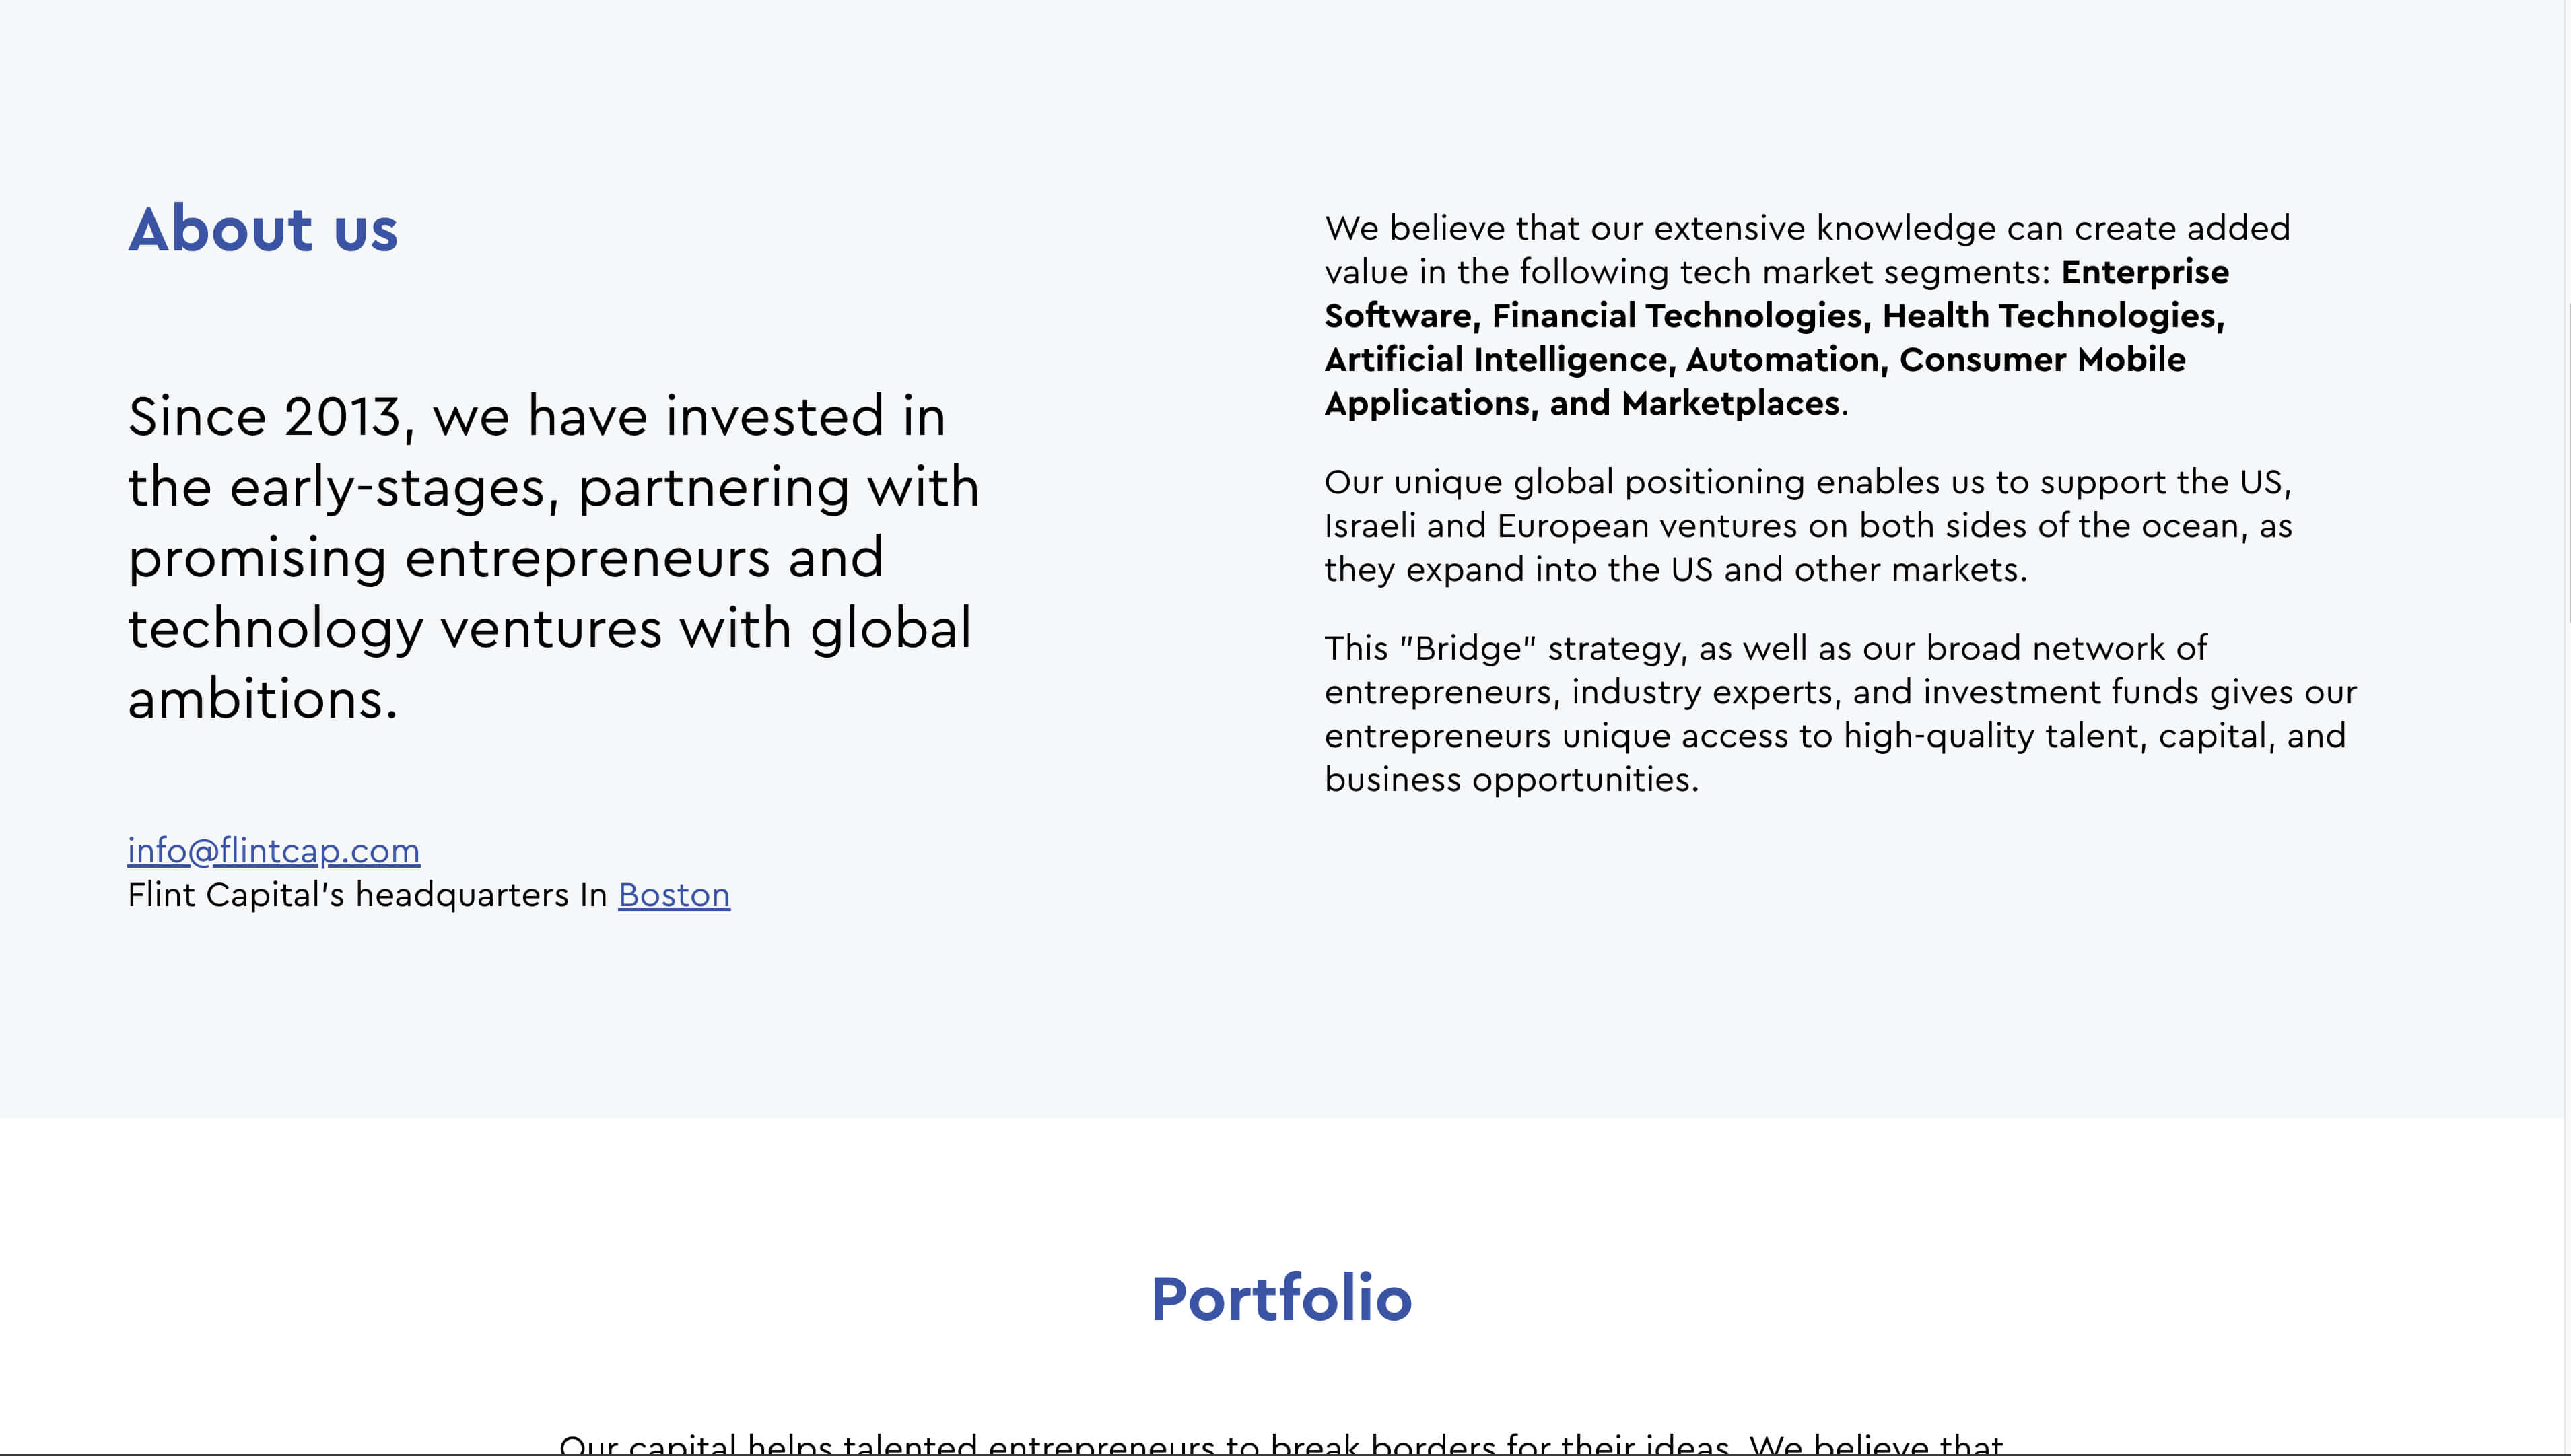 About us
Since 2013, we have invested in
the early-stages, partnering with
promising entrepreneurs and
technology ventures with global
ambitions.
info@flintcap.com
Flint Capital's headquarters In Boston
We believe that our extensive knowledge can create added
value in the following tech market segments: Enterprise
Software, Financial Technologies, Health Technologies,
Artificial Intelligence, Automation, Consumer Mobile
Applications, and Marketplaces.
Our unique global positioning enables us to support the US,
Israeli and European ventures on both sides of the ocean, as
they expand into the US and other markets.
This "Bridge" strategy, as well as our broad network of
entrepreneurs, industry experts, and investment funds gives our
entrepreneurs unique access to high-quality talent, capital, and
business opportunities.
Portfolio
Our capital helps talented entrepreneurs to break borders for their ideas. We believe that